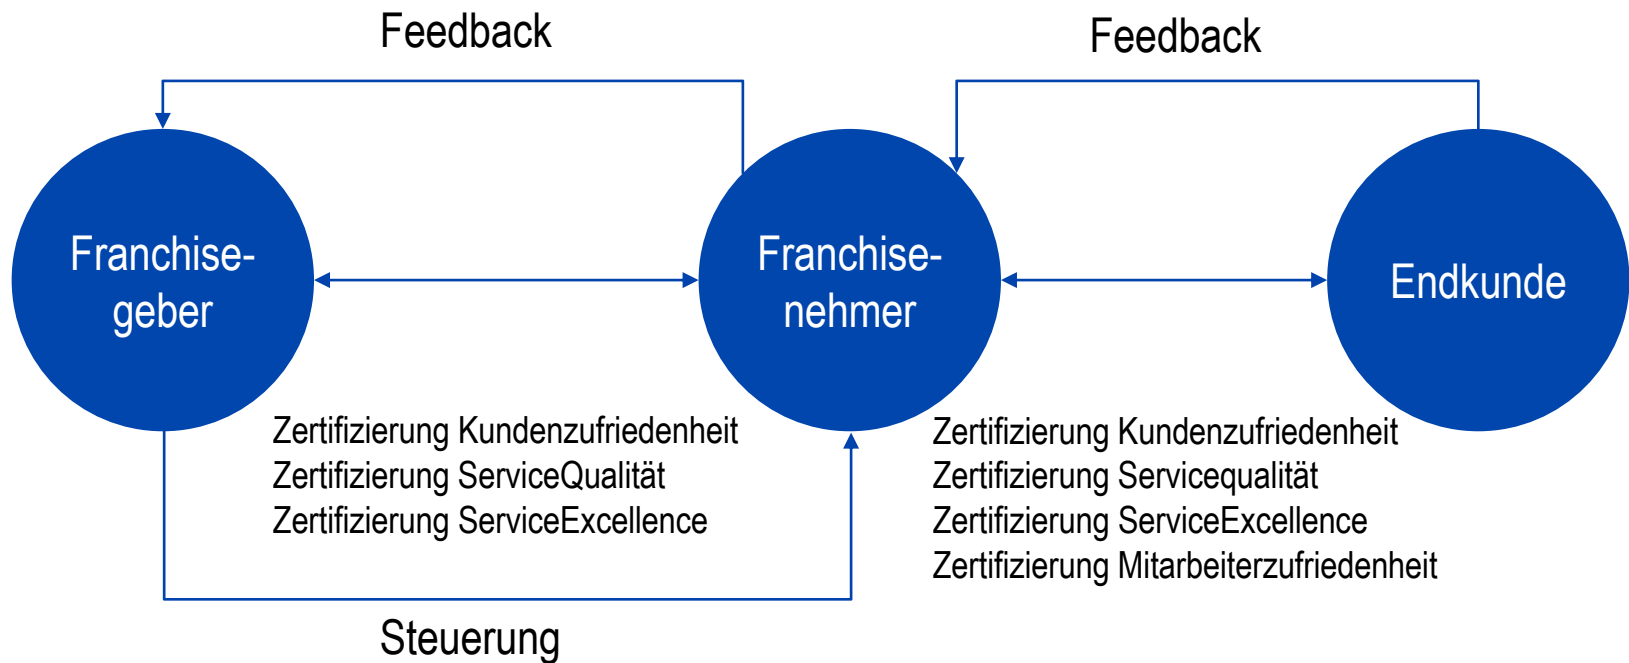 Feedback
Feedback
Franchise-
geber
Franchise-
nehmer
Endkunde
Zertifizierung Kundenzufriedenheit
Zertifizierung ServiceQualität
Zertifizierung ServiceExcellence
Zertifizierung Kundenzufriedenheit
Zertifizierung Servicequalität
Zertifizierung ServiceExcellence
Zertifizierung Mitarbeiterzufriedenheit
Steuerung